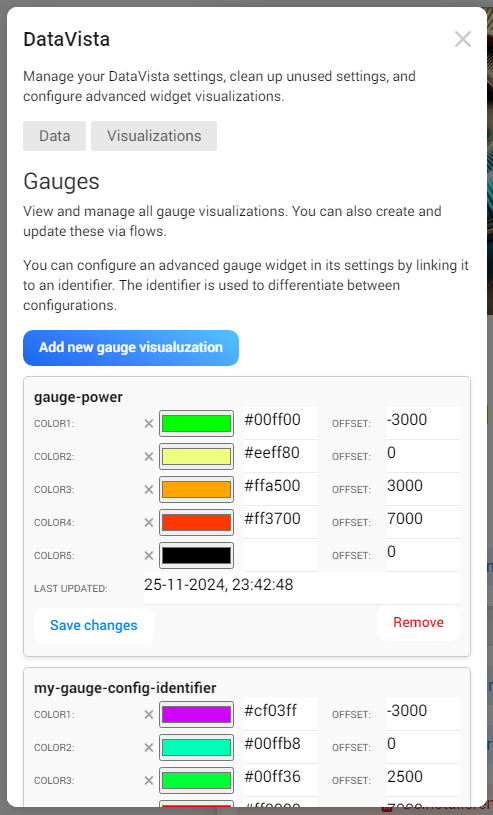 DataVista
Manage your DataVista settings, clean up unused settings, and
configure advanced widget visualizations.
Data Visualizations
Gauges
View and manage all gauge visualizations. You can also create and
update these via flows.
You can configure an advanced gauge widget in its settings by linking it
to an identifier. The identifier is used to differentiate between
configurations.
Add new gauge visualuzation
gauge-power
COLOR1: #00ff00 OFFSET: -3000
COLOR2: #eeff80 OFFSET: 0
COLOR3: #ffa500 OFFSET: 3000
COLOR4: #ff3700 OFFSET: 7000
COLOR5: OFFSET: 0
LAST UPDATED: 25-11-2024, 23:42:48
Save changes Remove
my-gauge-config-identifier
COLOR1: #cf03ff OFFSET: -3000
COLOR2: #00ffb8 OFFSET: 0
COLOR3: #00ff36 OFFSET: 2500